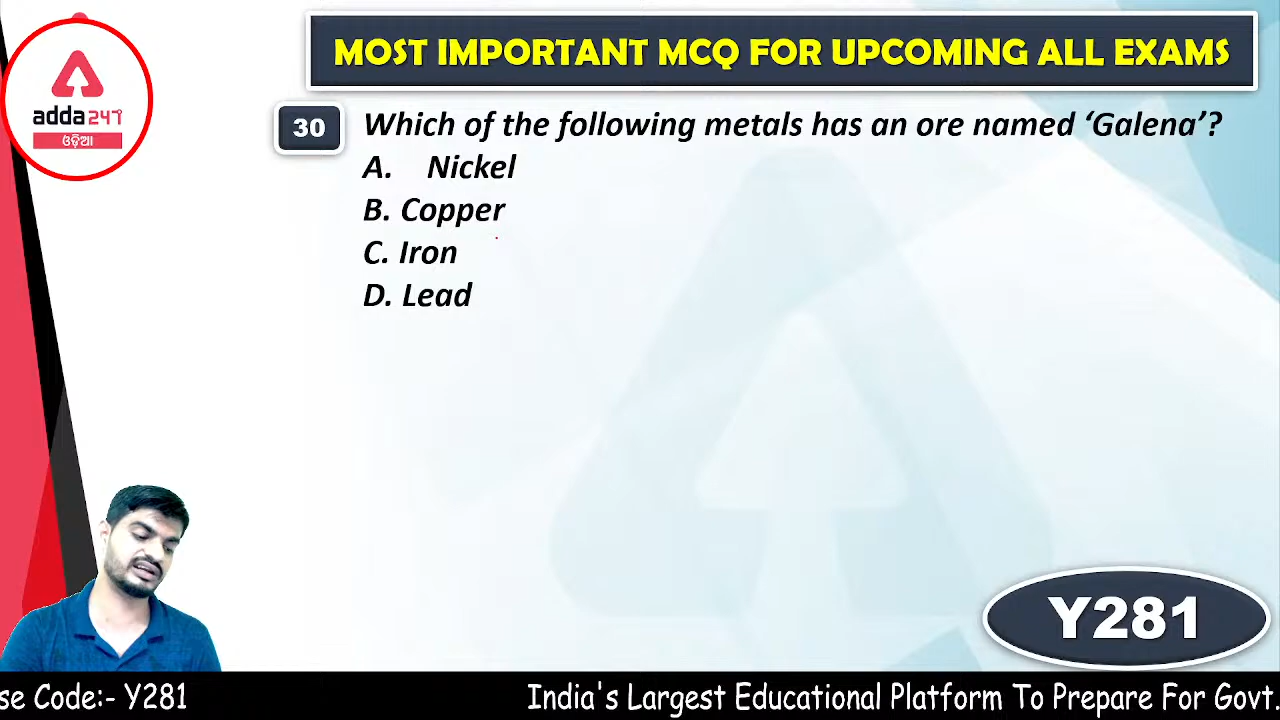 MOST IMPORTANT MCQ FOR UPCOMING ALL EXAMS
adda247
ଓଡ଼ିଆ
30 Which of the following metals has an ore named ‘Galena’?
A. Nickel
B. Copper
C. Iron
D. Lead
Y281
se Code:- Y281 India's Largest Educational Platform To Prepare For Govt.